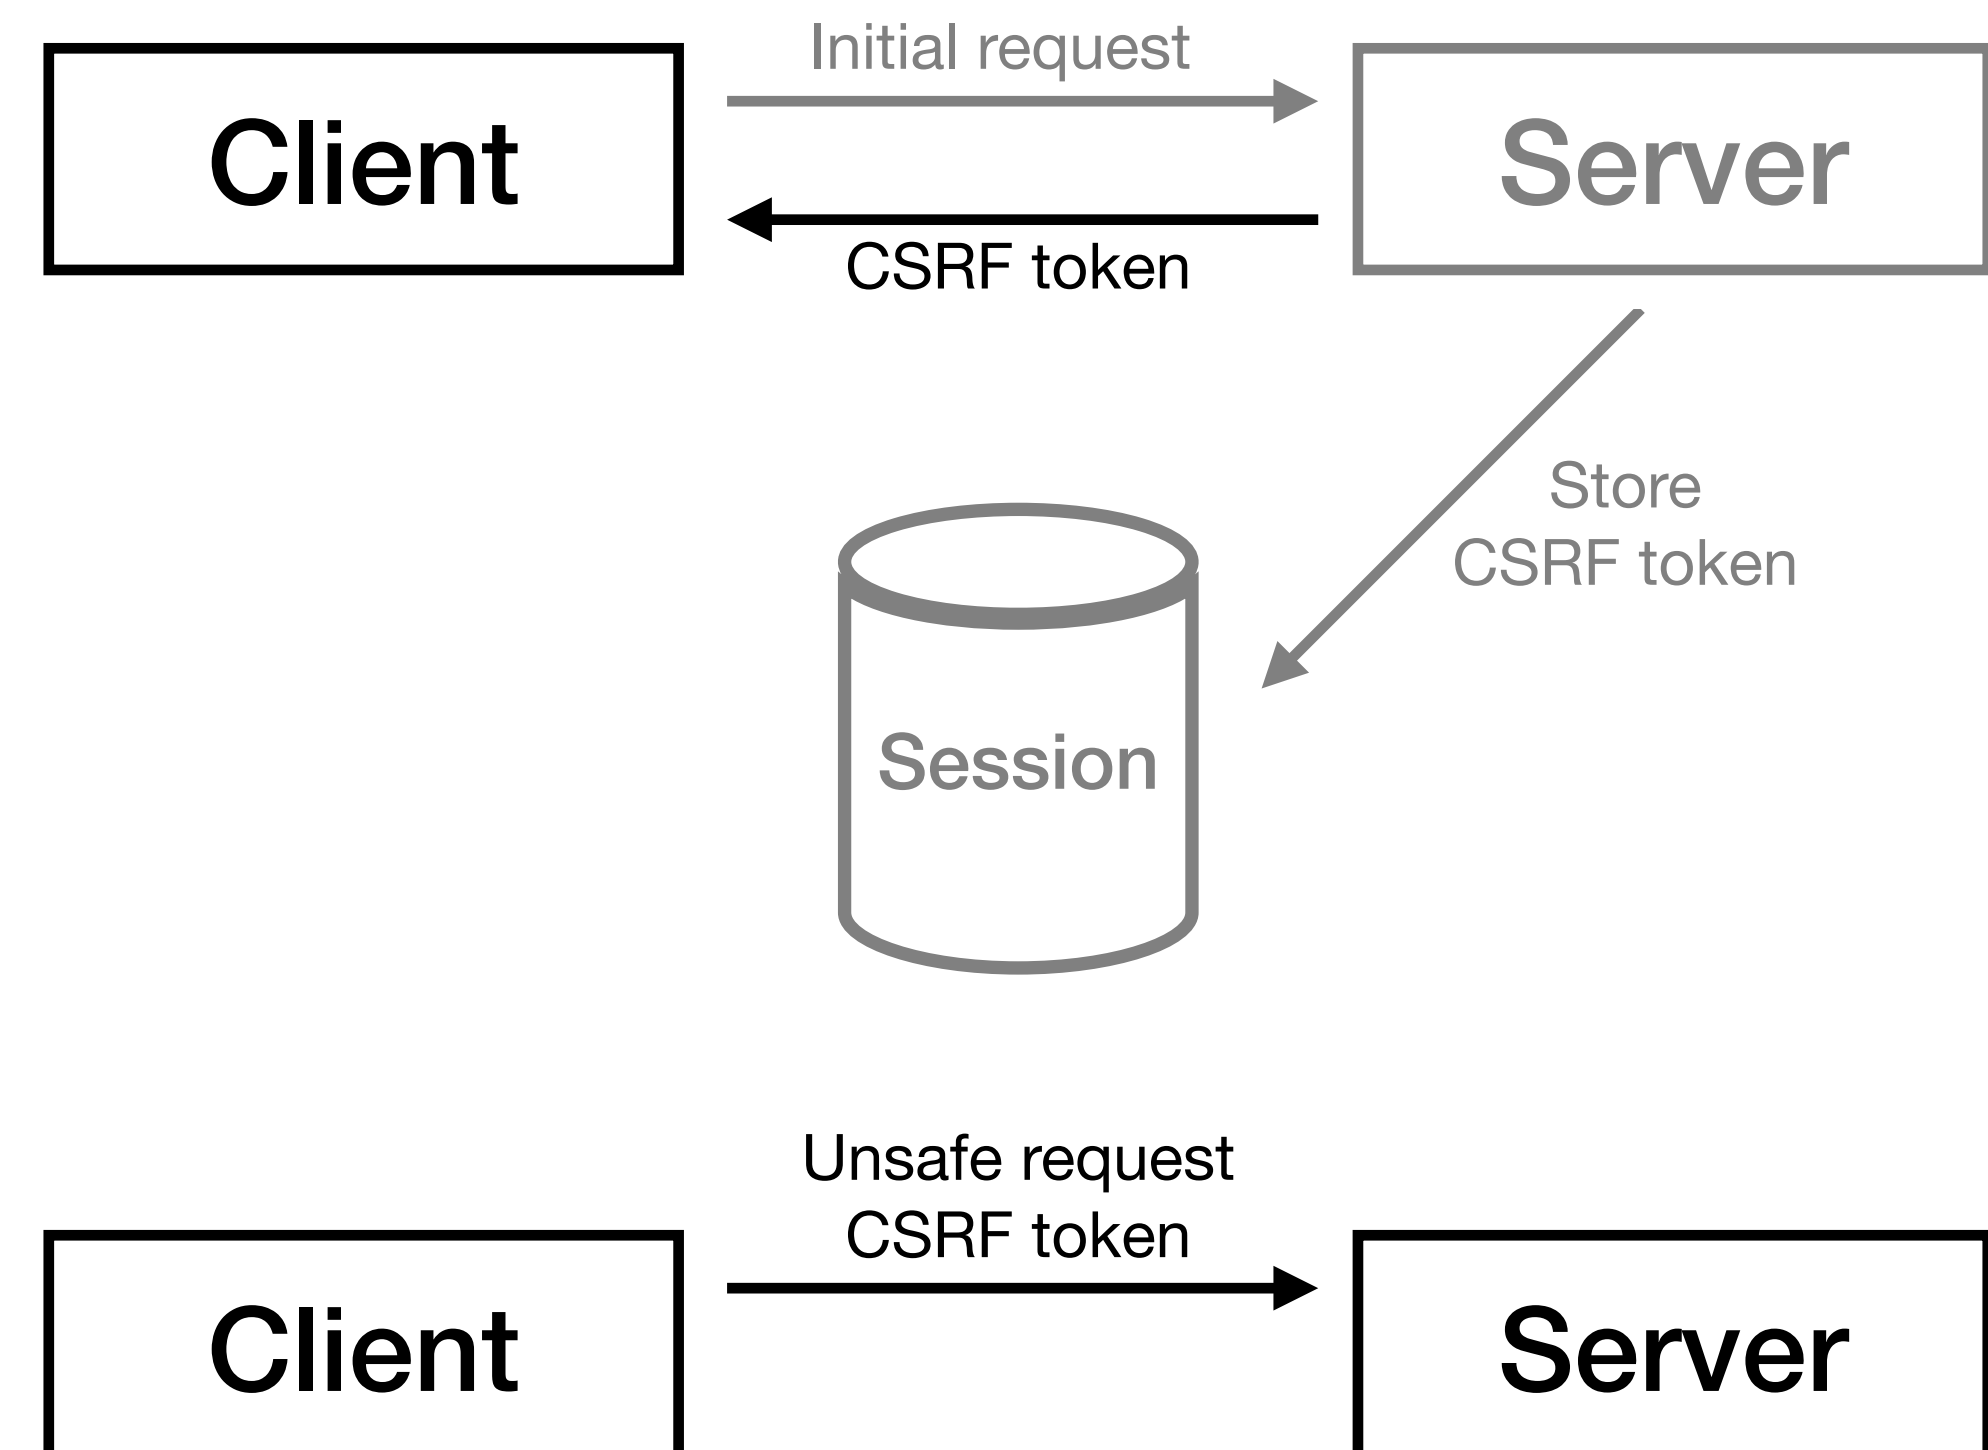 Initial request
Client
Server
CSRF token
Store
CSRF token
Session
Unsafe request
CSRF token
Client
Server